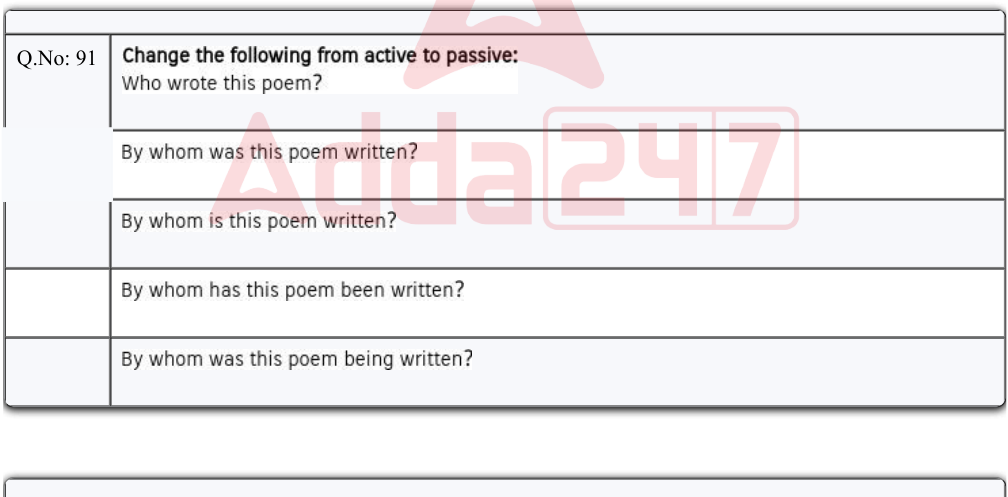 Q.No: 91
Change the following from active to passive:
Who wrote this poem?
By whom was this poem written?
By whom is this poem written?
By whom has this poem been written?
By whom was this poem being written?
Adda247